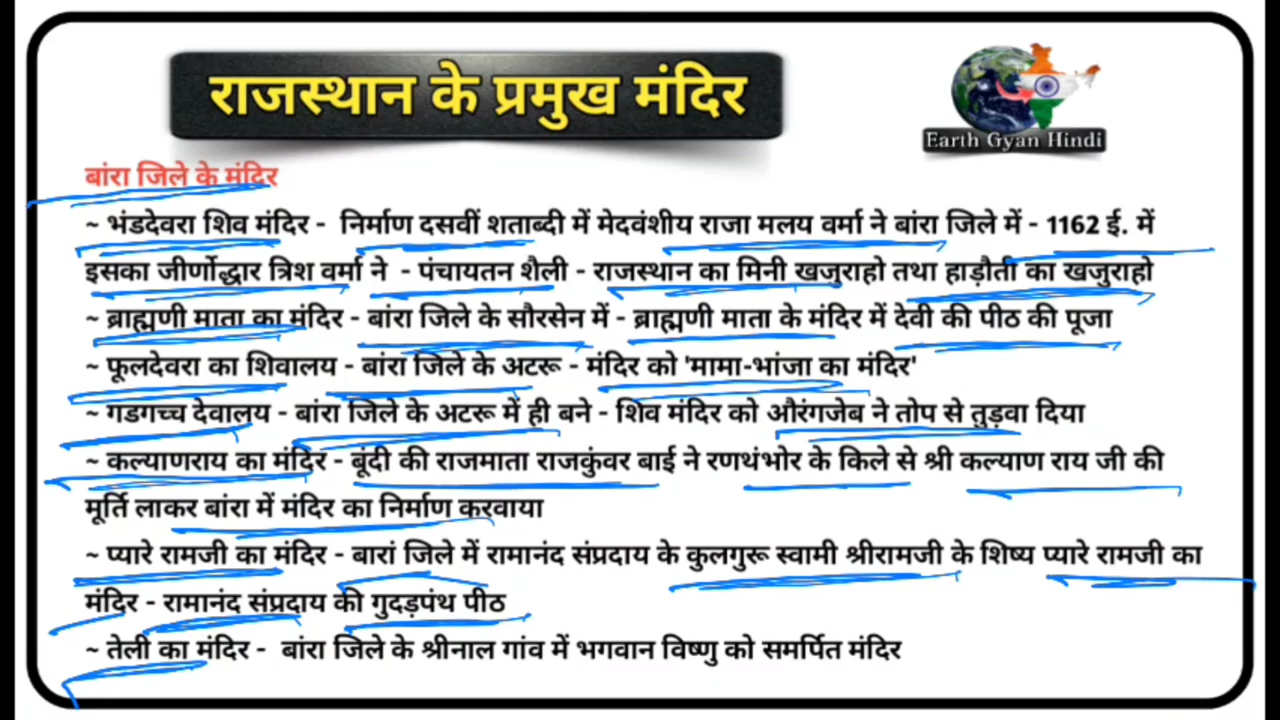 राजस्थान के प्रमुख मंदिर
Earth Gyan Hindi
बांरा जिले के मंदिर
~ भंडदेवरा शिव मंदिर - निर्माण दसवीं शताब्दी में मेदवंशीय राजा मलय वर्मा ने बांरा जिले में - 1162 ई. में
इसका जीर्णोद्धार त्रिश वर्मा ने - पंचायतन शैली - राजस्थान का मिनी खजुराहो तथा हाड़ौती का खजुराहो
~ ब्राह्मणी माता का मंदिर - बांरा जिले के सौरसेन में - ब्राह्मणी माता के मंदिर में देवी की पीठ की पूजा
~ फूलदेवरा का शिवालय - बांरा जिले के अटरू - मंदिर को 'मामा-भांजा का मंदिर'
~ गडगच्च देवालय - बांरा जिले के अटरू में ही बने - शिव मंदिर को औरंगजेब ने तोप से तुड़वा दिया
~ कल्याणराय का मंदिर - बूंदी की राजमाता राजकुंवर बाई ने रणथंभोर के किले से श्री कल्याण राय जी की
मूर्ति लाकर बांरा में मंदिर का निर्माण करवाया
~ प्यारे रामजी का मंदिर - बारां जिले में रामानंद संप्रदाय के कुलगुरू स्वामी श्रीरामजी के शिष्य प्यारे रामजी का
मंदिर - रामानंद संप्रदाय की गुदड़पंथ पीठ
~ तेली का मंदिर - बांरा जिले के श्रीनाल गांव में भगवान विष्णु को समर्पित मंदिर